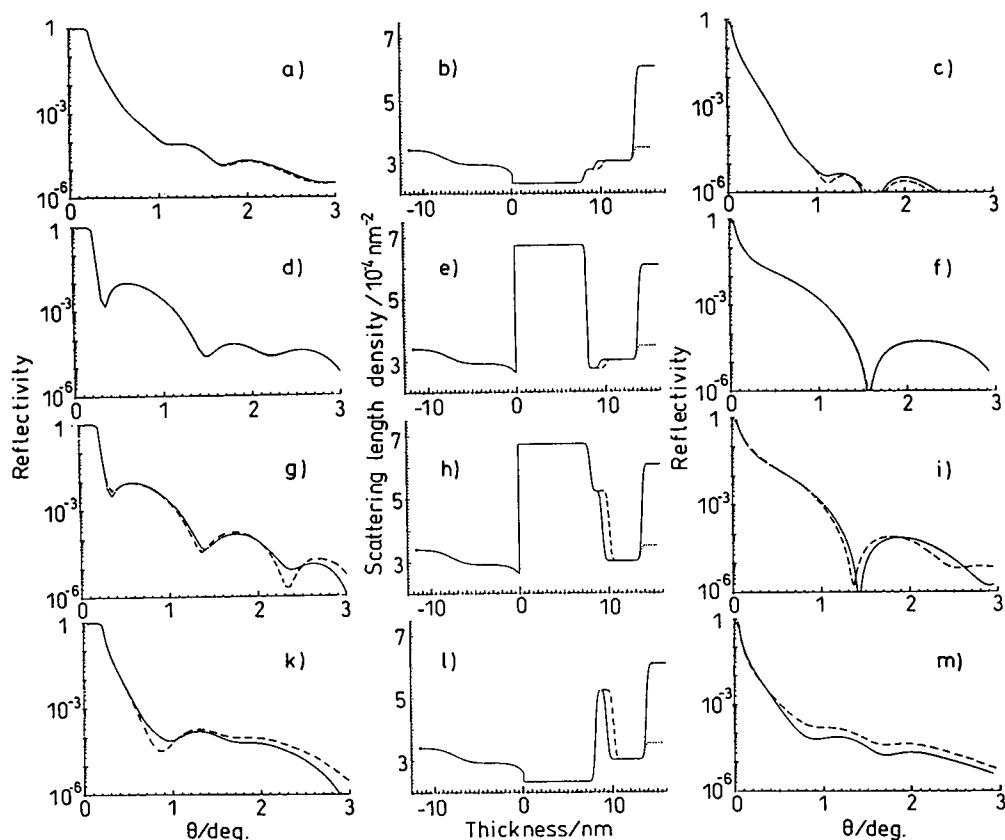 1
a)
10⁻³
10⁻⁶
0 1 2 3
7
b)
5
3
-10 0 10
1
c)
10⁻³
10⁻⁶
0 1 2 3
1
d)
10⁻³
10⁻⁶
0 1 2 3
7
e)
5
3
-10 0 10
1
f)
10⁻³
10⁻⁶
0 1 2 3
Reflectivity
Scattering length density/10⁻⁴nm⁻²
Reflectivity
1
g)
10⁻³
10⁻⁶
0 1 2 3
7
h)
5
3
-10 0 10
1
i)
10⁻³
10⁻⁶
0 1 2 3
1
k)
10⁻³
10⁻⁶
0 1 2 3
θ/deg.
7
l)
5
3
-10 0 10
Thickness/nm
1
m)
10⁻³
10⁻⁶
0 1 2 3
θ/deg.